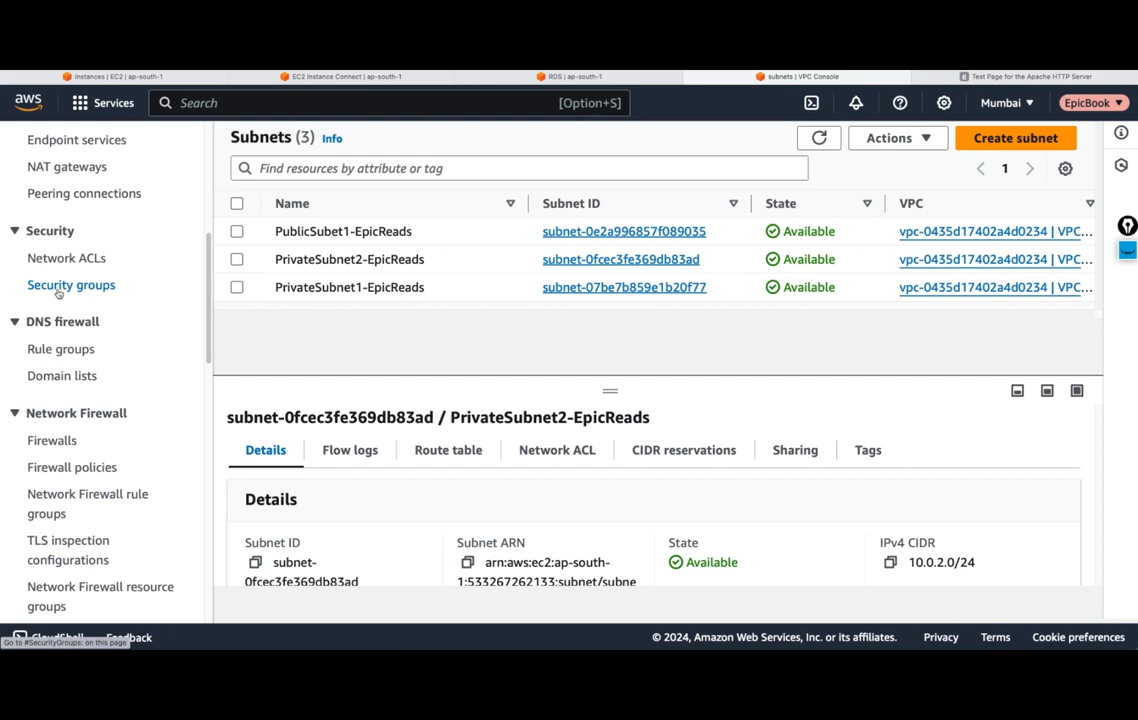 Instances | EC2 | ap-south-1
EC2 Instance Connect | ap-south-1
RDS | ap-south-1
subnets | VPC Console
Test Page for the Apache HTTP Server
aws
Services
Search
[Option+S]
Mumbai ▼
EpicBook ▼
Endpoint services
NAT gateways
Peering connections
Security
Network ACLs
Security groups
DNS firewall
Rule groups
Domain lists
Network Firewall
Firewalls
Firewall policies
Network Firewall rule
groups
TLS inspection
configurations
Network Firewall resource
groups
Subnets (3) Info
Actions ▼
Create subnet
Find resources by attribute or tag
1
Name
Subnet ID
State
VPC
PublicSubet1-EpicReads
subnet-0e2a996857f089035
Available
vpc-0435d17402a4d0234 | VPC...
PrivateSubnet2-EpicReads
subnet-0fcec3fe369db83ad
Available
vpc-0435d17402a4d0234 | VPC...
PrivateSubnet1-EpicReads
subnet-07be7b859e1b20f77
Available
vpc-0435d17402a4d0234 | VPC...
subnet-0fcec3fe369db83ad / PrivateSubnet2-EpicReads
Details
Flow logs
Route table
Network ACL
CIDR reservations
Sharing
Tags
Details
Subnet ID
subnet-
0fcec3fe369db83ad
Subnet ARN
arn:aws:ec2:ap-south-
1:533267262133:subnet/subne
State
Available
IPv4 CIDR
10.0.2.0/24
CloudShell
Feedback
Go to #SecurityGroups: on this page
© 2024, Amazon Web Services, Inc. or its affiliates.
Privacy
Terms
Cookie preferences